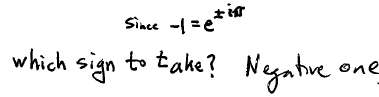 since -1 = e^{± iπ}
which sign to take? Negative one